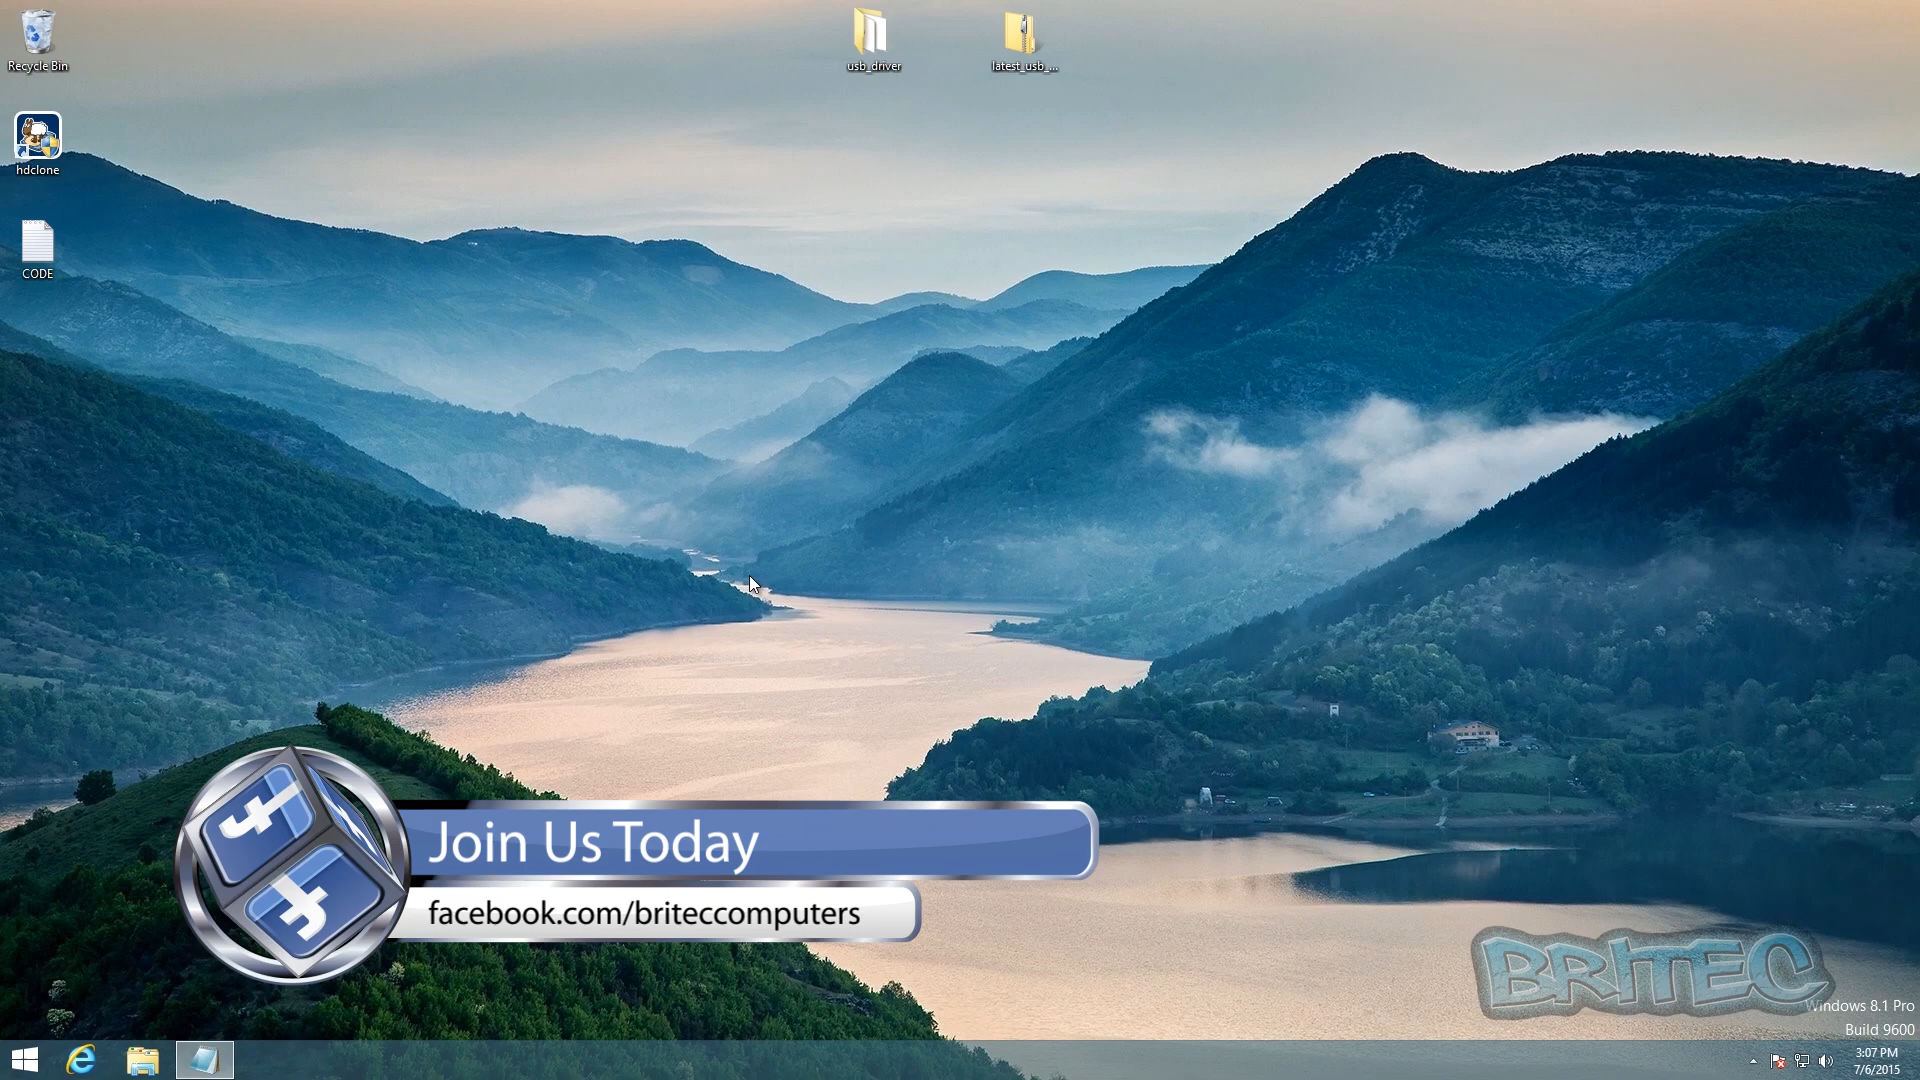 usb_driver
latest_usb_...
Recycle Bin
hdclone
CODE
Join Us Today
facebook.com/briteccomputers
BRITEC
Windows 8.1 Pro
Build 9600
3:07 PM
7/6/2015